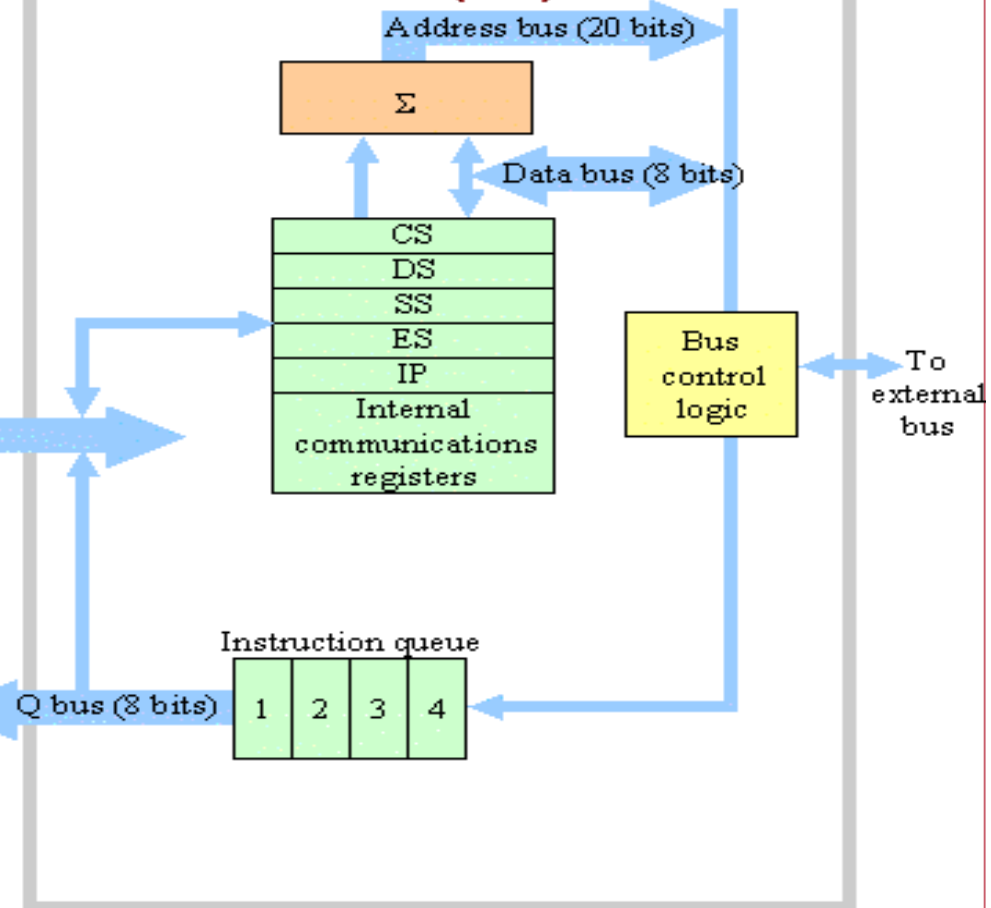 Address bus (20 bits)
Σ
Data bus (8 bits)
CS
DS
SS
ES
IP
Internal
communications
registers
Bus
control
logic
To
external
bus
Instruction queue
Q bus (8 bits)
1 2 3 4